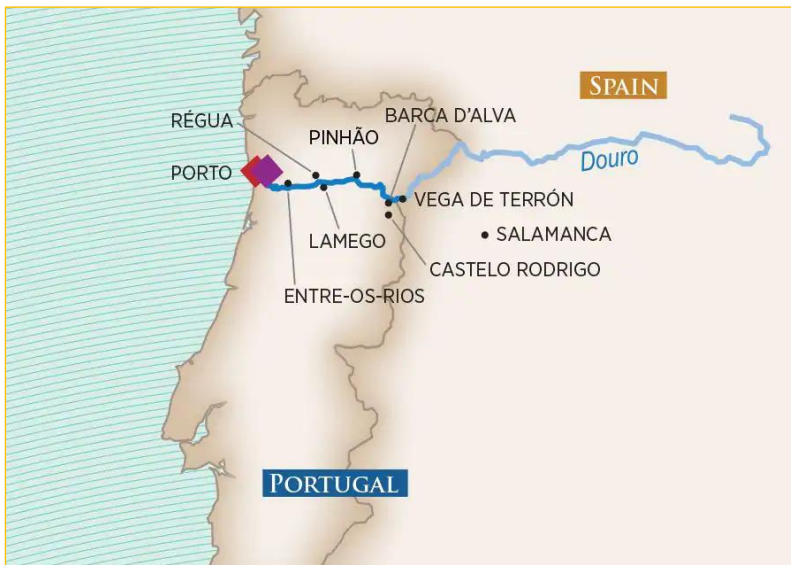 SPAIN
RÉGUA
BARCA D'ALVA
PINHÃO
Douro
PORTO
VEGA DE TERRÓN
LAMEGO
SALAMANCA
CASTELO RODRIGO
ENTRE-OS-RIOS
PORTUGAL